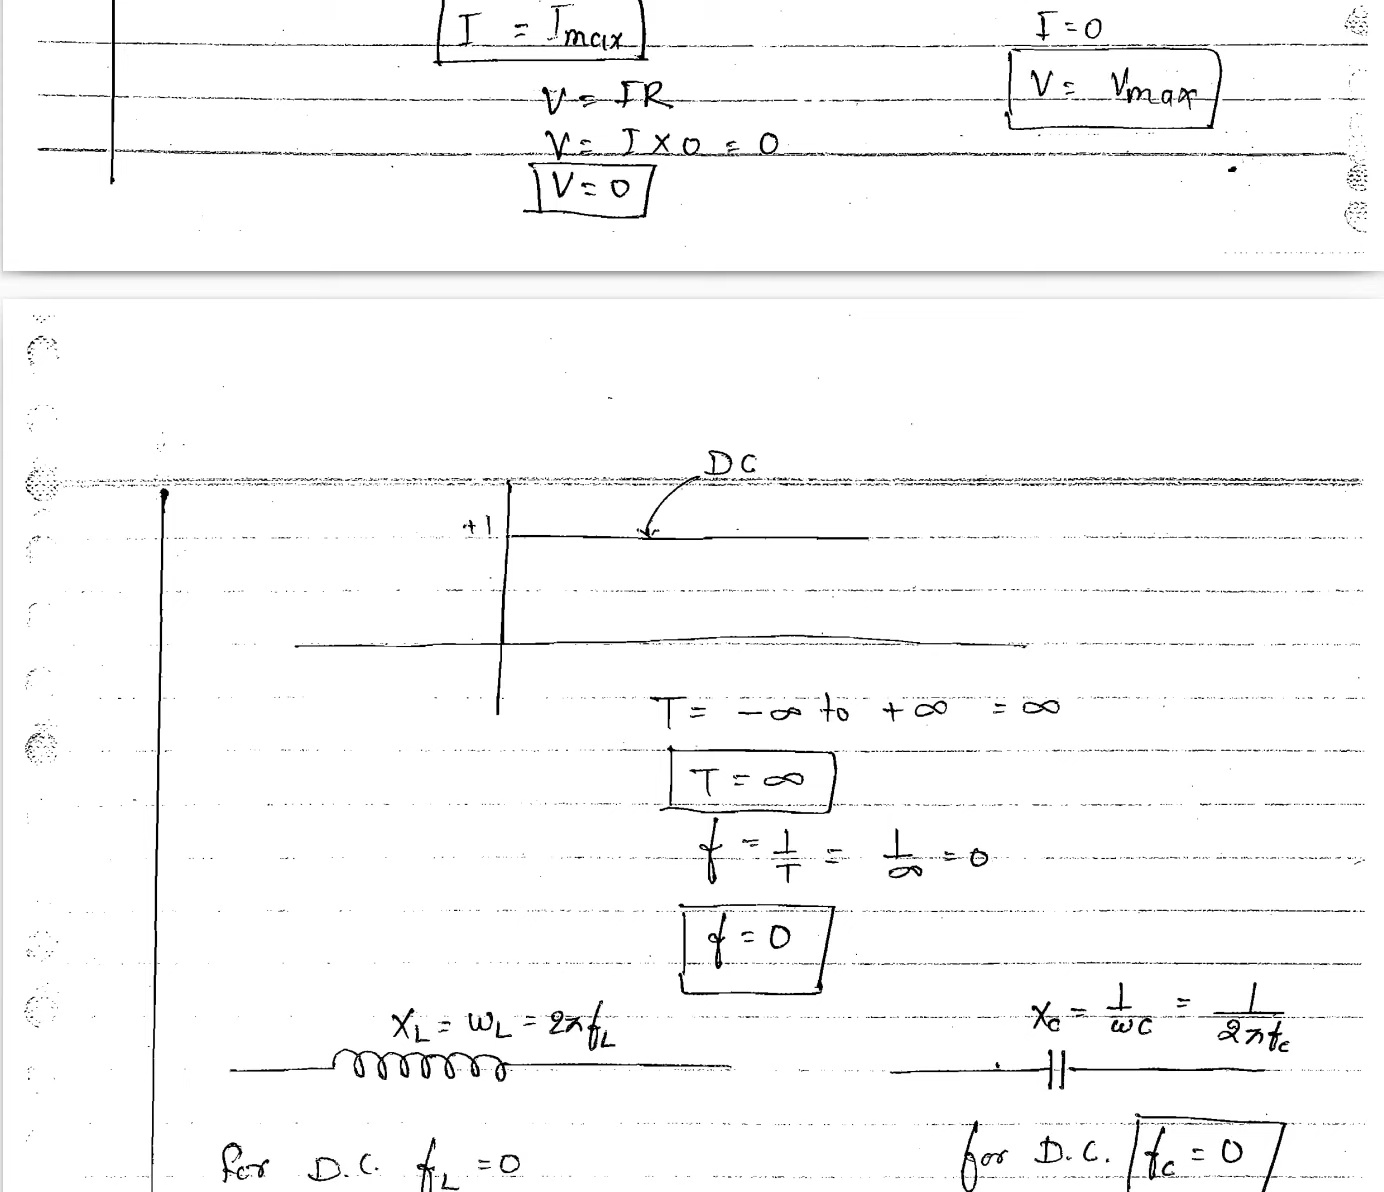 I = Imax
I = 0
V = IR
V = Vmax
V = I X 0 = 0
V = 0
DC
+1
T = -∞ to +∞ = ∞
T = ∞
f = 1/T = 1/∞ = 0
f = 0
XL = wL = 2πfL
Xc = 1/wC = 1/2πfc
for D.C. fL = 0
for D.C. fc = 0